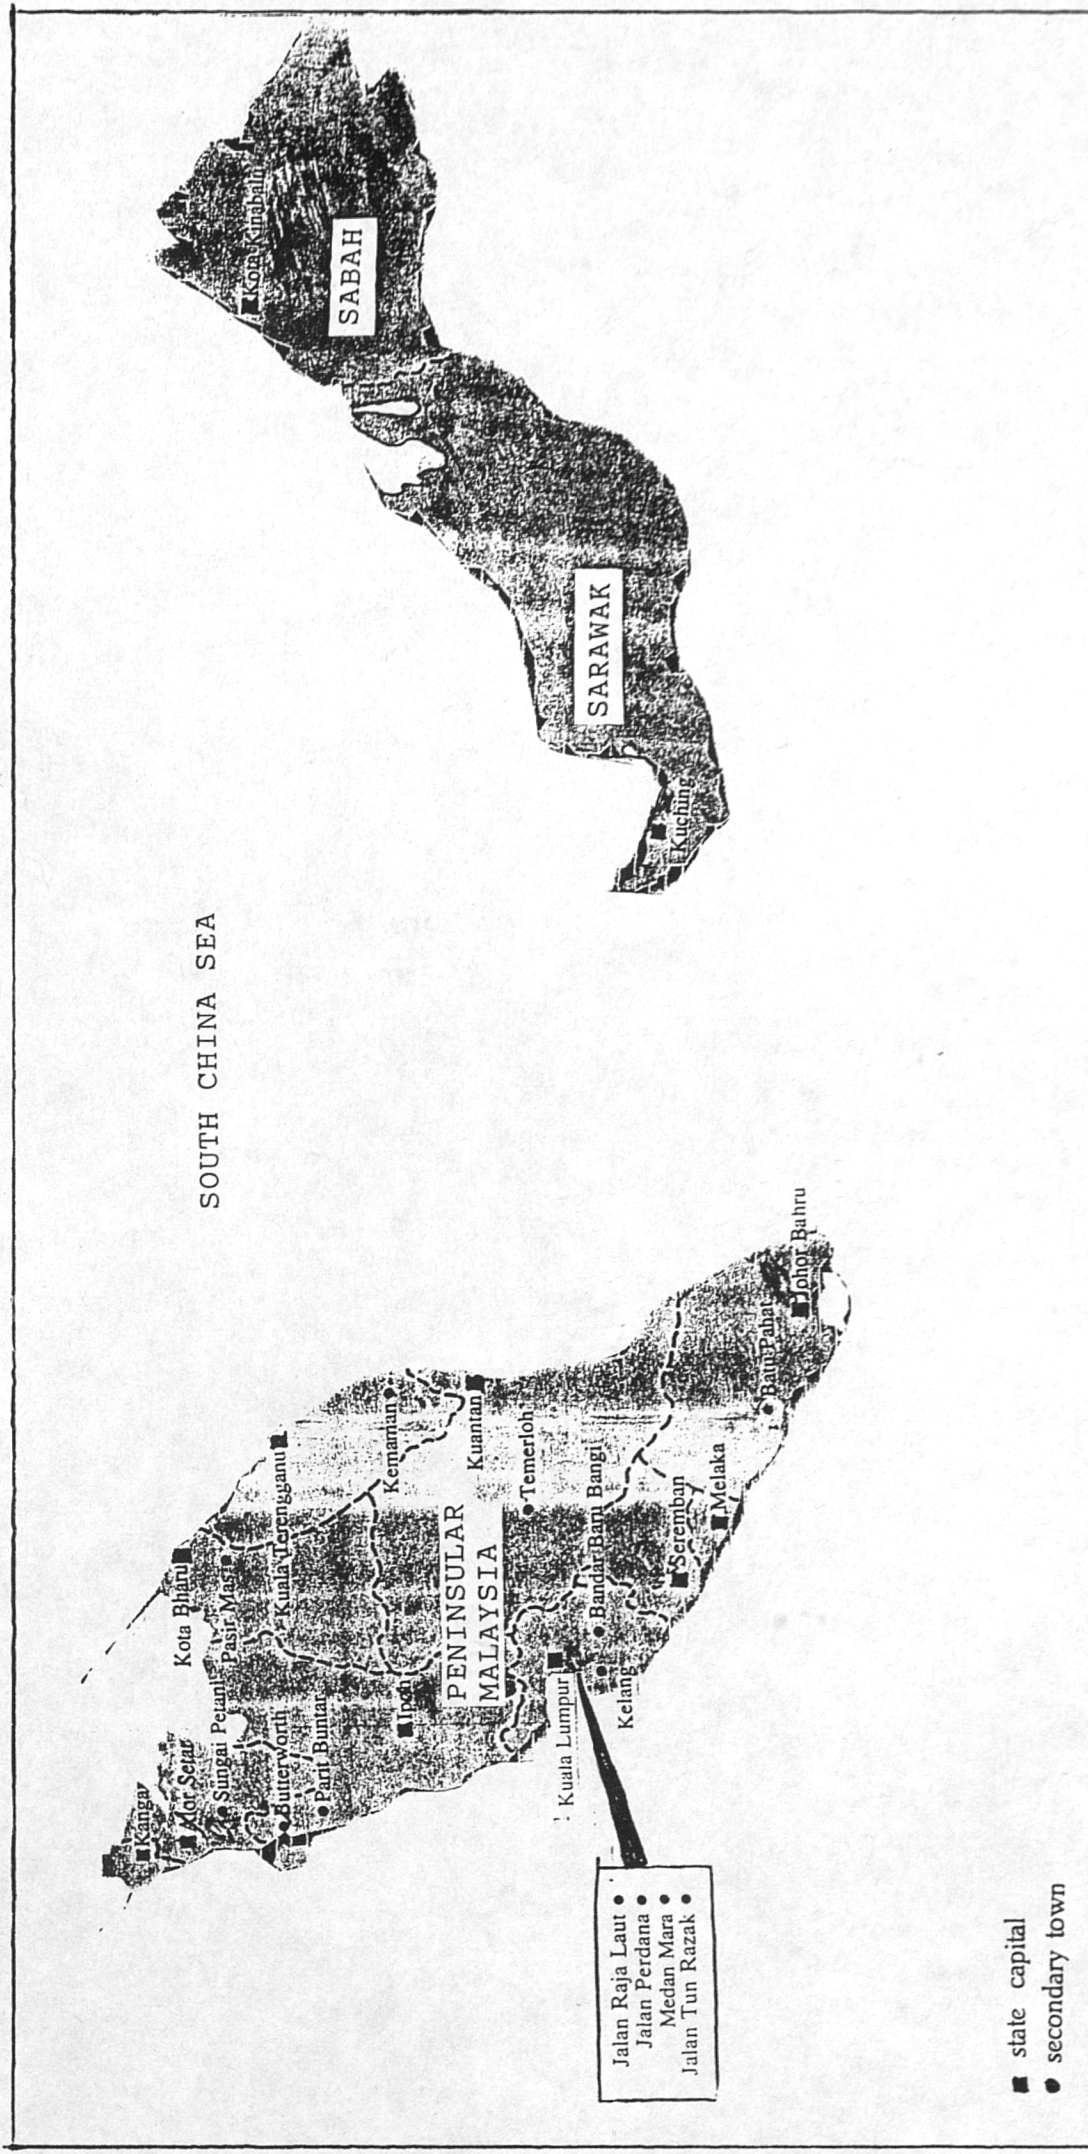 SOUTH CHINA SEA
Kota Kinabalu
SABAH
SARAWAK
Kuching
Kangar
Alor Setar
Sungai Petani
Butterworth
Parit Buntar
Kota Bharu
Pasir Mas
Kuala Terengganu
Ipoh
PENINSULAR
MALAYSIA
Kemaman
Kuantan
Temerloh
Kuala Lumpur
Kelang
Bandar Baru Bangi
Seremban
Melaka
Batu Pahat
Johor Bahru
Jalan Raja Laut
Jalan Perdana
Medan Mara
Jalan Tun Razak
state capital
secondary town